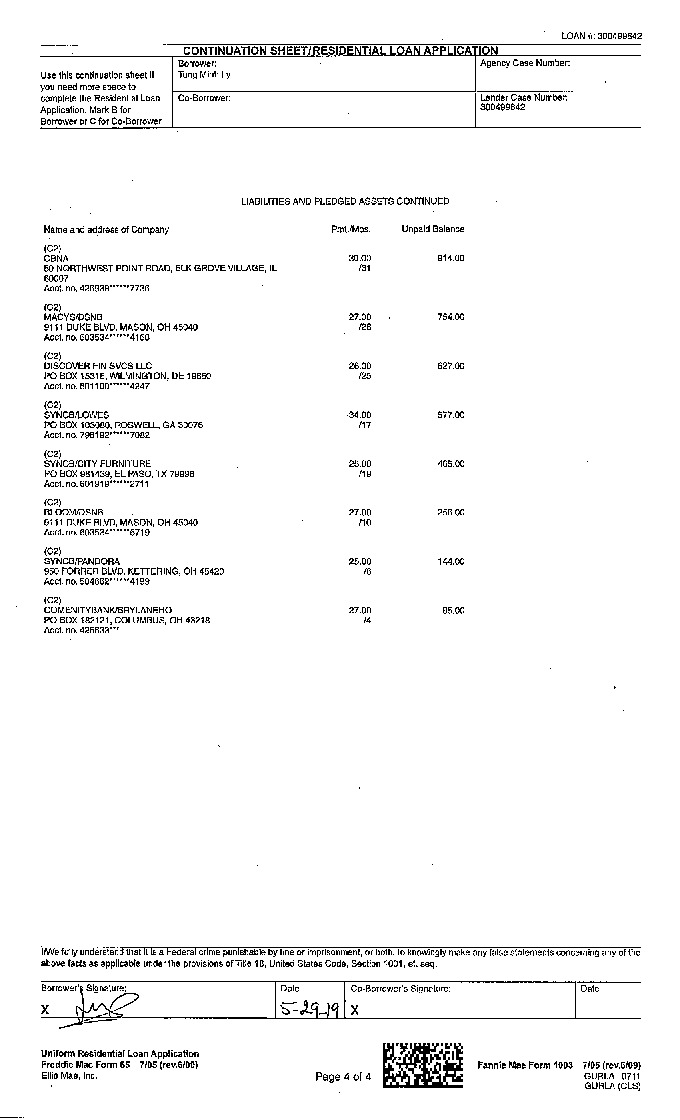 LOAN #: 300499842
CONTINUATION SHEET/RESIDENTIAL LOAN APPLICATION
Use this continuation sheet if
you need more space to
complete the Residential Loan
Application. Mark B for
Borrower or C for Co-Borrower
Borrower:
Tung Minh Ly
Agency Case Number:
Co-Borrower:
Lender Case Number:
300499842
LIABILITIES AND PLEDGED ASSETS CONTINUED
Name and address of Company Pmt./Mos. Unpaid Balance
(C2)
CBNA 30.00 914.00
50 NORTHWEST POINT ROAD, ELK GROVE VILLAGE, IL /31
60007
Acct. no. 426938******7736
(C2)
MACYS/DSNB 27.00 754.00
9111 DUKE BLVD, MASON, OH 45040 /28
Acct. no. 603534******4160
(C2)
DISCOVER FIN SVCS LLC 26.00 627.00
PO BOX 15316, WILMINGTON, DE 19850 /25
Acct. no. 601100******4247
(C2)
SYNCB/LOWES 34.00 577.00
PO BOX 103080, ROSWELL, GA 30076 /17
Acct. no. 798192******7082
(C2)
SYNCB/CITY FURNITURE 25.00 465.00
PO BOX 981439, EL PASO, TX 79998 /19
Acct. no. 601919******2711
(C2)
BLOOM/DSNB 27.00 256.00
9111 DUKE BLVD, MASON, OH 45040 /10
Acct. no. 603534******6719
(C2)
SYNCB/PANDORA 25.00 144.00
950 FORRER BLVD, KETTERING, OH 45420 /6
Acct. no. 504662******4199
(C2)
COMENITYBANK/BRYLANEHO 27.00 95.00
PO BOX 182121, COLUMBUS, OH 43218 /4
Acct. no. 425633***
I/We fully understand that it is a Federal crime punishable by fine or imprisonment, or both, to knowingly make any false statements concerning any of the
above facts as applicable under the provisions of Title 18, United States Code, Section 1001, et. seq.
Borrower's Signature: Date Co-Borrower's Signature: Date
X 5-29-19 X
Uniform Residential Loan Application
Freddie Mac Form 65 7/05 (rev.6/09)
Ellie Mae, Inc.
Page 4 of 4
Fannie Mae Form 1003 7/05 (rev.6/09)
GURLA 0711
GURLA (CLS)